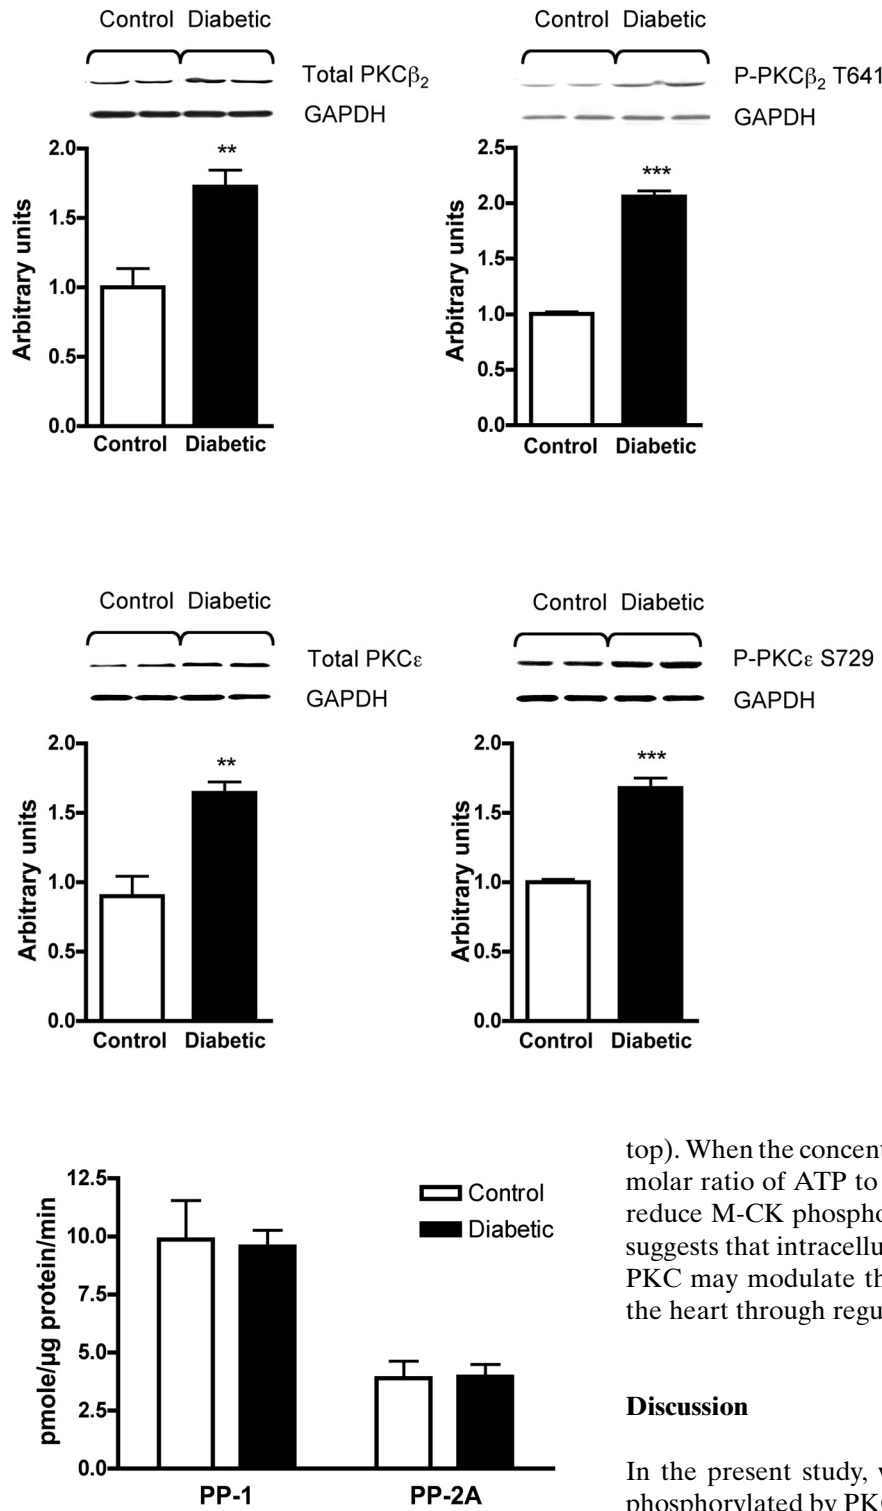 Control Diabetic
Total PKCβ2
GAPDH
2.0
1.5
1.0
0.5
0.0
Arbitrary units
**
Control Diabetic
Control Diabetic
P-PKCβ2 T641
GAPDH
2.5
2.0
1.5
1.0
0.5
0.0
Arbitrary units
***
Control Diabetic
Control Diabetic
Total PKCε
GAPDH
2.0
1.5
1.0
0.5
0.0
Arbitrary units
**
Control Diabetic
Control Diabetic
P-PKCε S729
GAPDH
2.0
1.5
1.0
0.5
0.0
Arbitrary units
***
Control Diabetic
12.5
10.0
7.5
5.0
2.5
0.0
pmole/µg protein/min
Control
Diabetic
PP-1 PP-2A
top). When the concent
molar ratio of ATP to
reduce M-CK phospho
suggests that intracellu
PKC may modulate th
the heart through regu
Discussion
In the present study, v
phosphorylated by PK